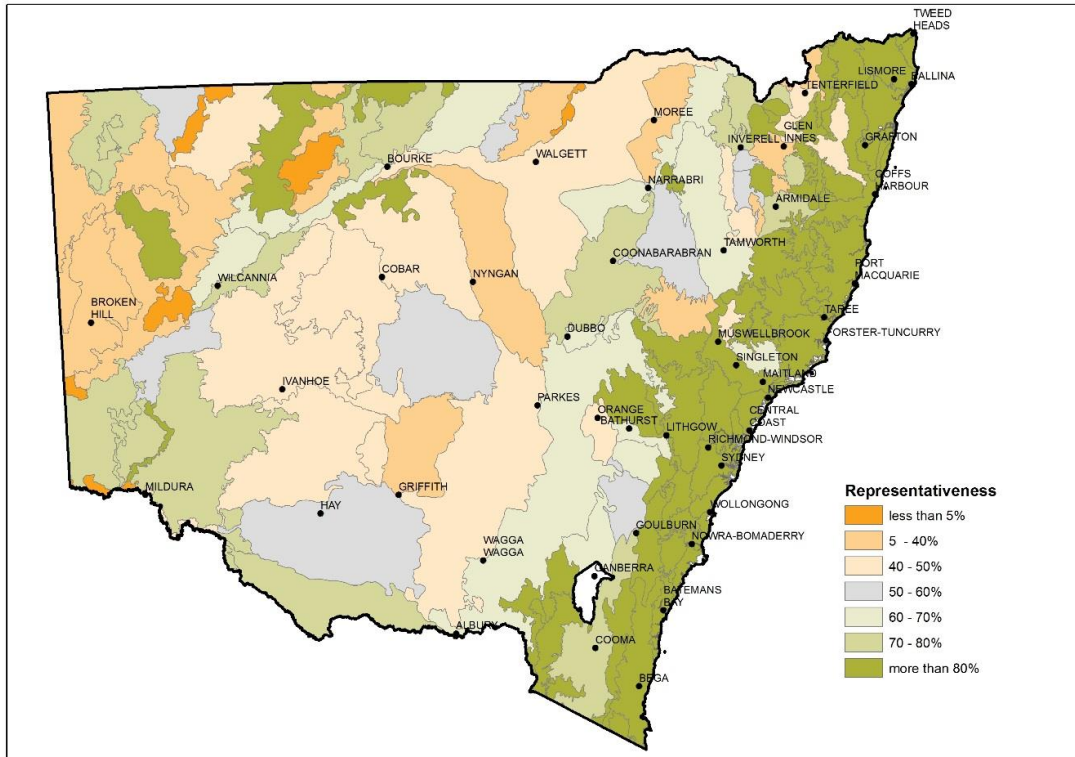 TWEED
HEADS
LISMORE
BALLINA
TENTERFIELD
MOREE
GLEN
INNES
INVERELL
GRAFTON
BOURKE
WALGETT
NARRABRI
COFFS
HARBOUR
ARMIDALE
TAMWORTH
COONABARABRAN
PORT
MACQUARIE
COBAR
NYNGAN
WILCANNIA
BROKEN
HILL
TAREE
FORSTER-TUNCURRY
DUBBO
MUSWELLBROOK
SINGLETON
MAITLAND
NEWCASTLE
IVANHOE
PARKES
ORANGE
BATHURST
LITHGOW
CENTRAL
COAST
RICHMOND-WINDSOR
SYDNEY
MILDURA
GRIFFITH
HAY
WOLLONGONG
GOULBURN
NOWRA-BOMADERRY
WAGGA
WAGGA
CANBERRA
BATEMANS
BAY
ALBURY
COOMA
BEGA
Representativeness
less than 5%
5 - 40%
40 - 50%
50 - 60%
60 - 70%
70 - 80%
more than 80%